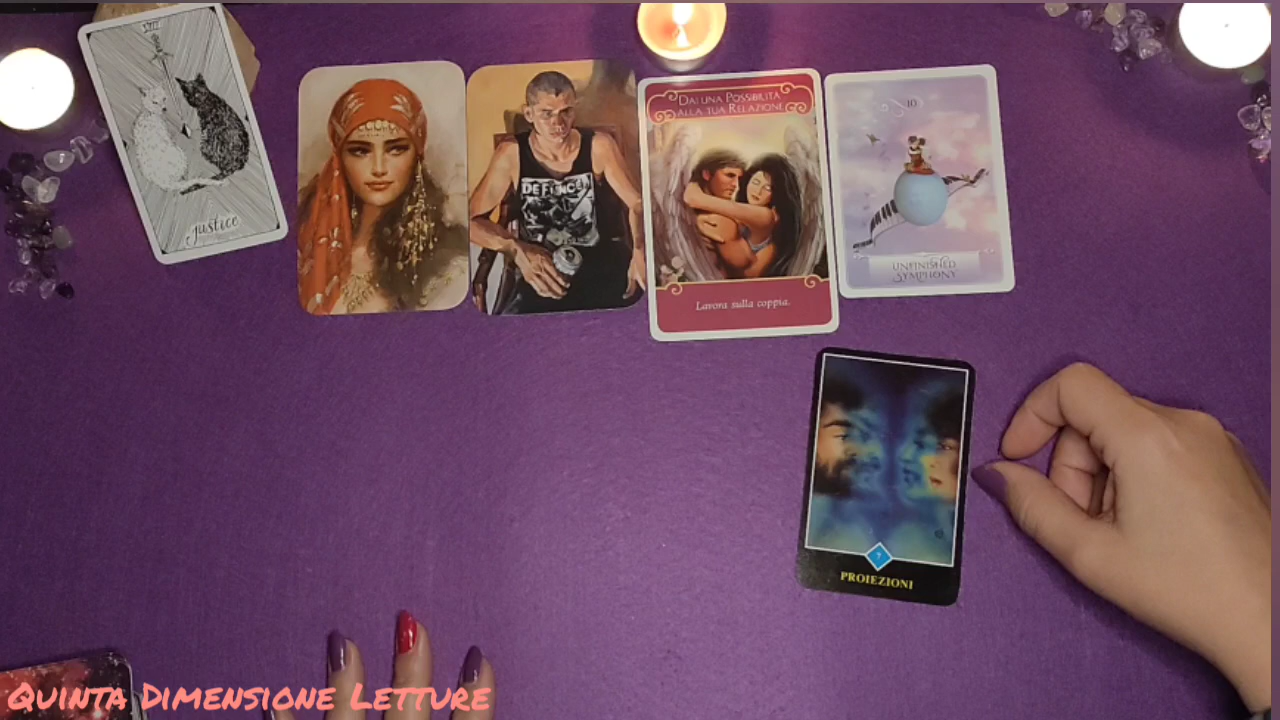 VIII
justice
DEFIANCE
DAI UNA POSSIBILITÀ
ALLA TUA RELAZIONE
Lavora sulla coppia.
10
UNFINISHED
SYMPHONY
?
PROIEZIONI
QUINTA DIMENSIONE LETTURE